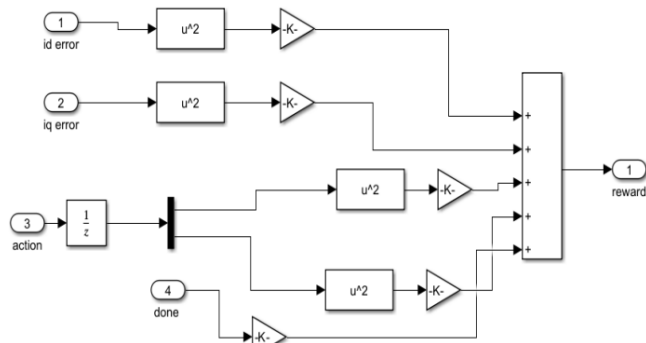 1
id error
u^2
-K-
2
iq error
u^2
-K-
+
+
+
+
+
1
reward
u^2
-K-
3
action
1
z
4
done
u^2
-K-
-K-